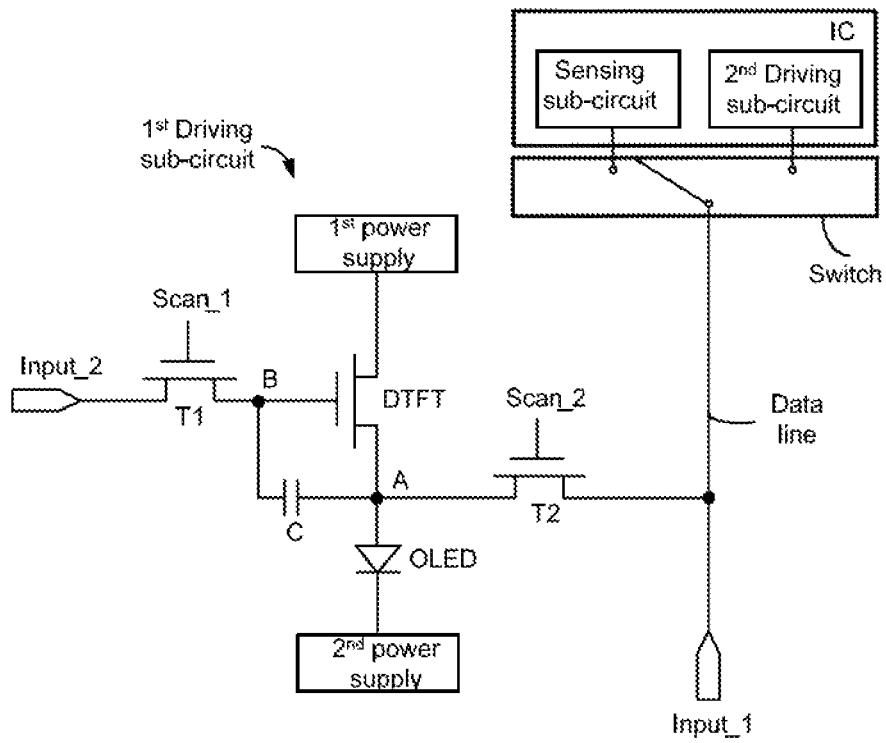 IC
Sensing
sub-circuit
2nd Driving
sub-circuit
1st Driving
sub-circuit
1st power
supply
Switch
Scan_1
Input_2
B
DTFT
T1
Scan_2
Data
line
A
T2
C
OLED
2nd power
supply
Input_1